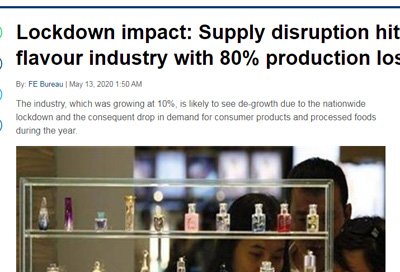 Lockdown impact: Supply disruption hit
flavour industry with 80% production los
By: FE Bureau | May 13, 2020 1:50 AM
The industry, which was growing at 10%, is likely to see de-growth due to the nationwide
lockdown and the consequent drop in demand for consumer products and processed foods
during the year.